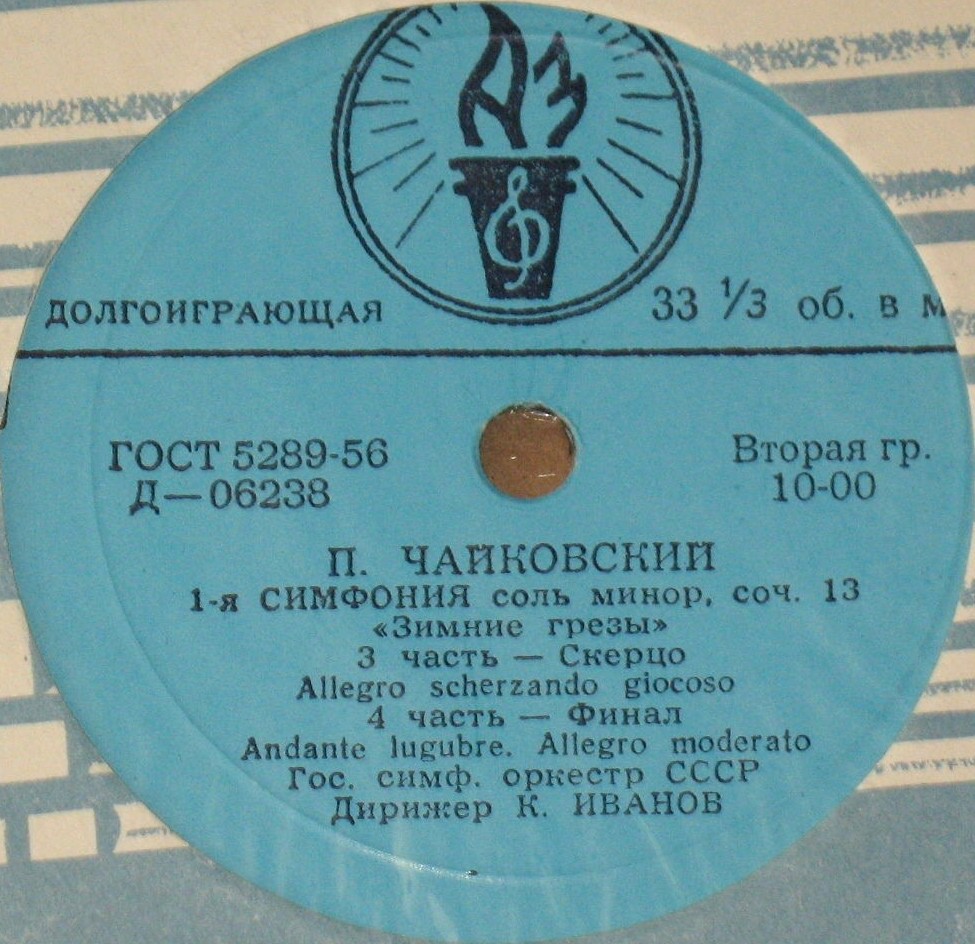 АЗ
ДОЛГОИГРАЮЩАЯ 33 1/3 об. в м
ГОСТ 5289-56 Вторая гр.
Д—06238 10-00
П. ЧАЙКОВСКИЙ
1-я СИМФОНИЯ соль минор, соч. 13
«Зимние грезы»
3 часть — Скерцо
Allegro scherzando giocoso
4 часть — Финал
Andante lugubre. Allegro moderato
Гос. симф. оркестр СССР
Дирижер К. ИВАНОВ